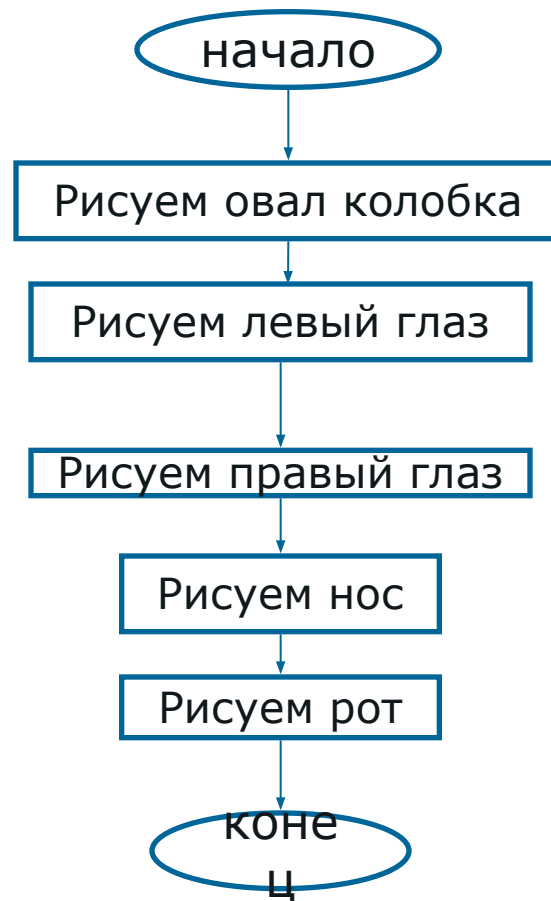 начало
Рисуем овал колобка
Рисуем левый глаз
Рисуем правый глаз
Рисуем нос
Рисуем рот
коне
ц